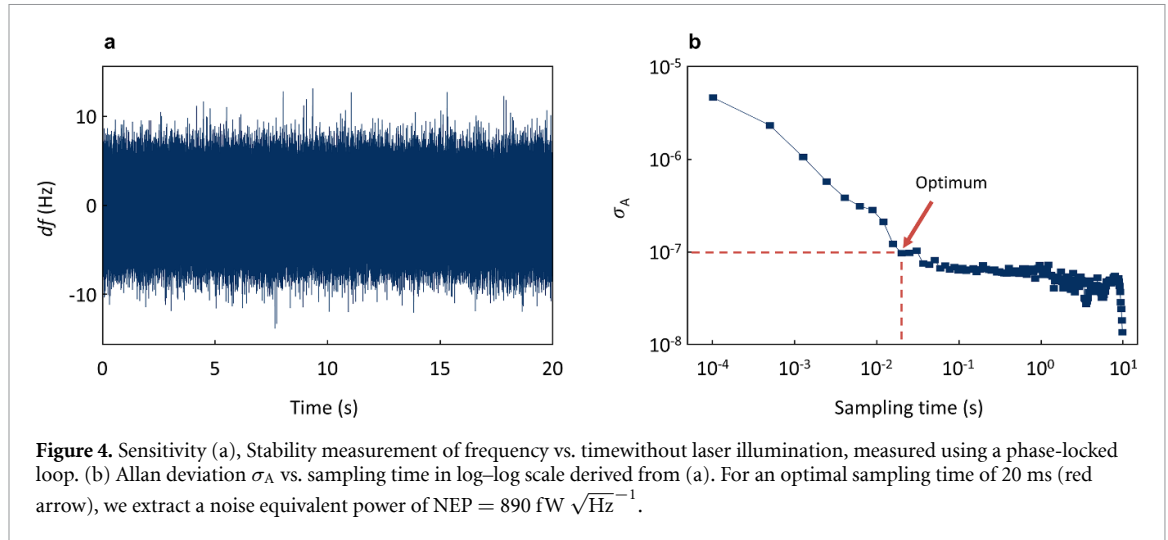 a
b
10
0
-10
df (Hz)
0
5
10
15
20
Time (s)
10⁻⁵
10⁻⁶
10⁻⁷
10⁻⁸
σA
Optimum
10⁻⁴
10⁻³
10⁻²
10⁻¹
10⁰
10¹
Sampling time (s)
Figure 4. Sensitivity (a), Stability measurement of frequency vs. timewithout laser illumination, measured using a phase-locked
loop. (b) Allan deviation σA vs. sampling time in log–log scale derived from (a). For an optimal sampling time of 20 ms (red
arrow), we extract a noise equivalent power of NEP = 890 fW √Hz⁻¹.